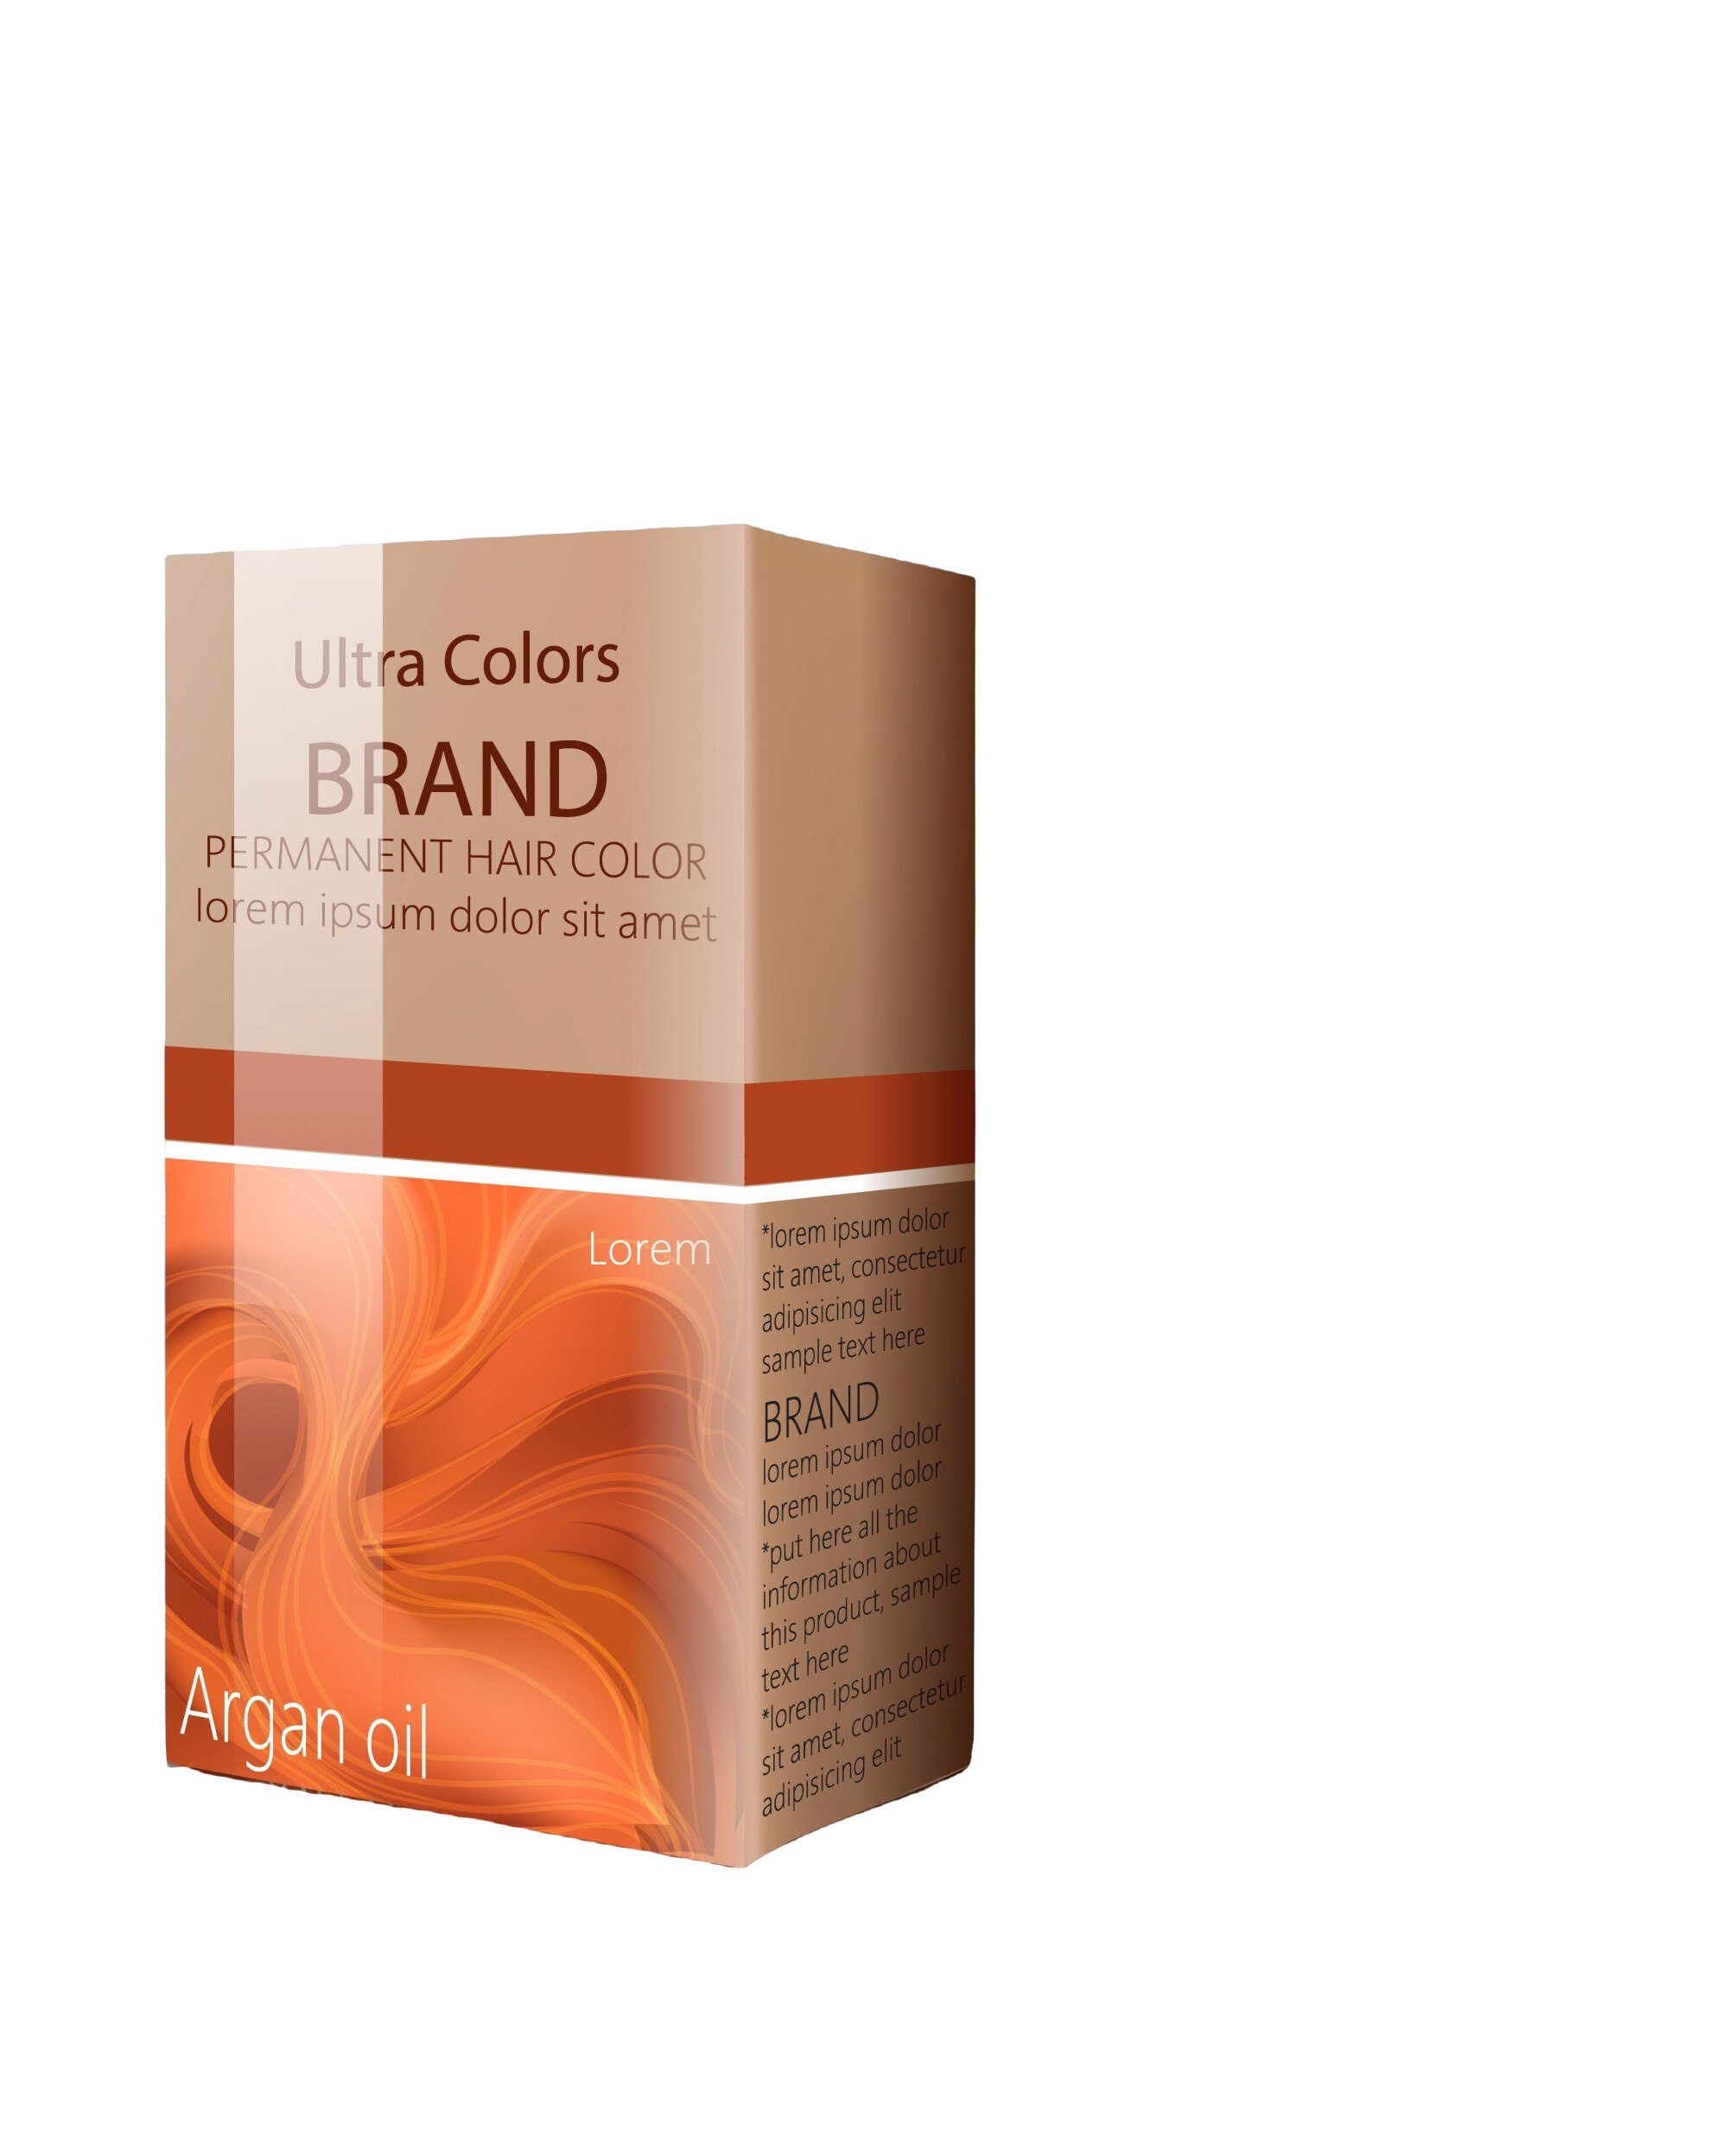 Ultra Colors
BRAND
PERMANENT HAIR COLOR
lorem ipsum dolor sit amet
Lorem
Argan oil
*lorem ipsum dolor
sit amet, consectetur
adipisicing elit
sample text here
BRAND
lorem ipsum dolor
lorem ipsum dolor
*put here all the
information about
this product, sample
text here
*lorem ipsum dolor
sit amet, consectetur
adipisicing elit